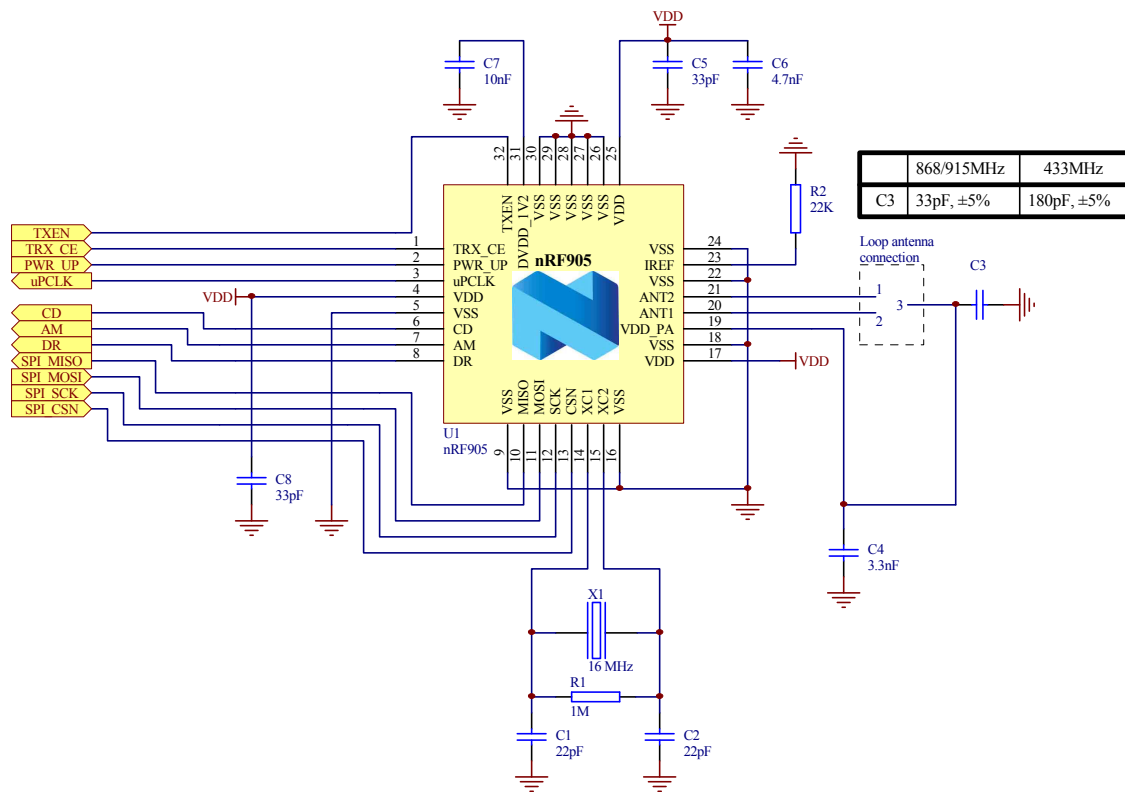 VDD
C7
10nF
C5
33pF
C6
4.7nF
32
31
30
29
28
27
26
25
TXEN
DVDD_1V2
VSS
VSS
VSS
VSS
VSS
VDD
R2
22K
868/915MHz 433MHz
C3 33pF, ±5% 180pF, ±5%
TXEN
TRX_CE
PWR_UP
uPCLK
CD
AM
DR
SPI_MISO
SPI_MOSI
SPI_SCK
SPI_CSN
VDD
1 TRX_CE
2 PWR_UP
3 uPCLK
4 VDD
5 VSS
6 CD
7 AM
8 DR
nRF905
VSS 24
IREF 23
VSS 22
ANT2 21
ANT1 20
VDD_PA 19
VSS 18
VDD 17
VDD
Loop antenna
connection
1
2
3
C3
VSS
MISO
MOSI
SCK
CSN
XC1
XC2
VSS
9
10
11
12
13
14
15
16
U1
nRF905
C8
33pF
C4
3.3nF
X1
16 MHz
R1
1M
C1
22pF
C2
22pF